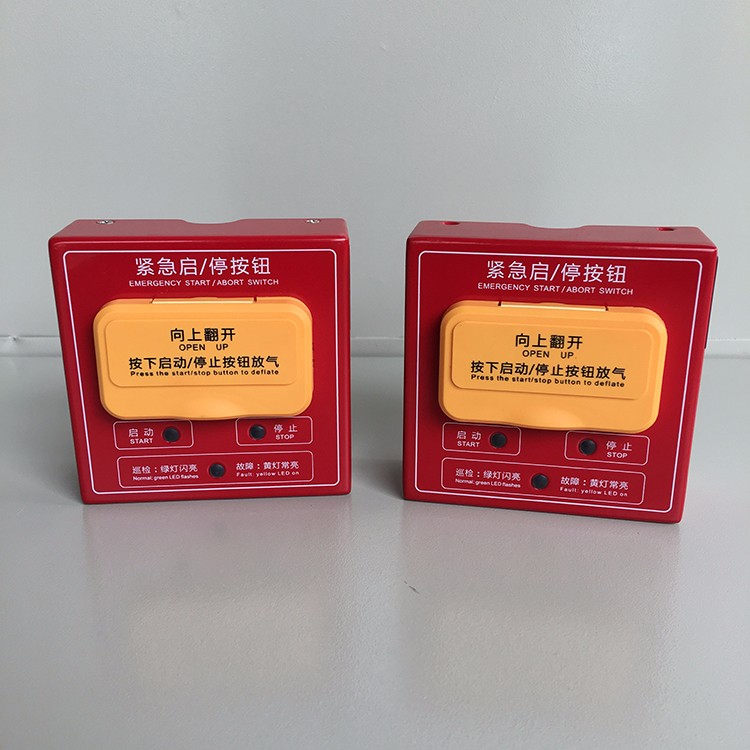 紧急启/停按钮
EMERGENCY START/ABORT SWITCH
向上翻开
OPEN UP
按下启动/停止按钮放气
Press the start/stop button to deflate
启动
START
停止
STOP
巡检：绿灯闪亮
Normal: green LED flashes
故障：黄灯常亮
Fault: yellow LED on
紧急启/停按钮
EMERGENCY START/ABORT SWITCH
向上翻开
OPEN UP
按下启动/停止按钮放气
Press the start/stop button to deflate
启动
START
停止
STOP
巡检：绿灯闪亮
Normal: green LED flashes
故障：黄灯常亮
Fault: yellow LED on